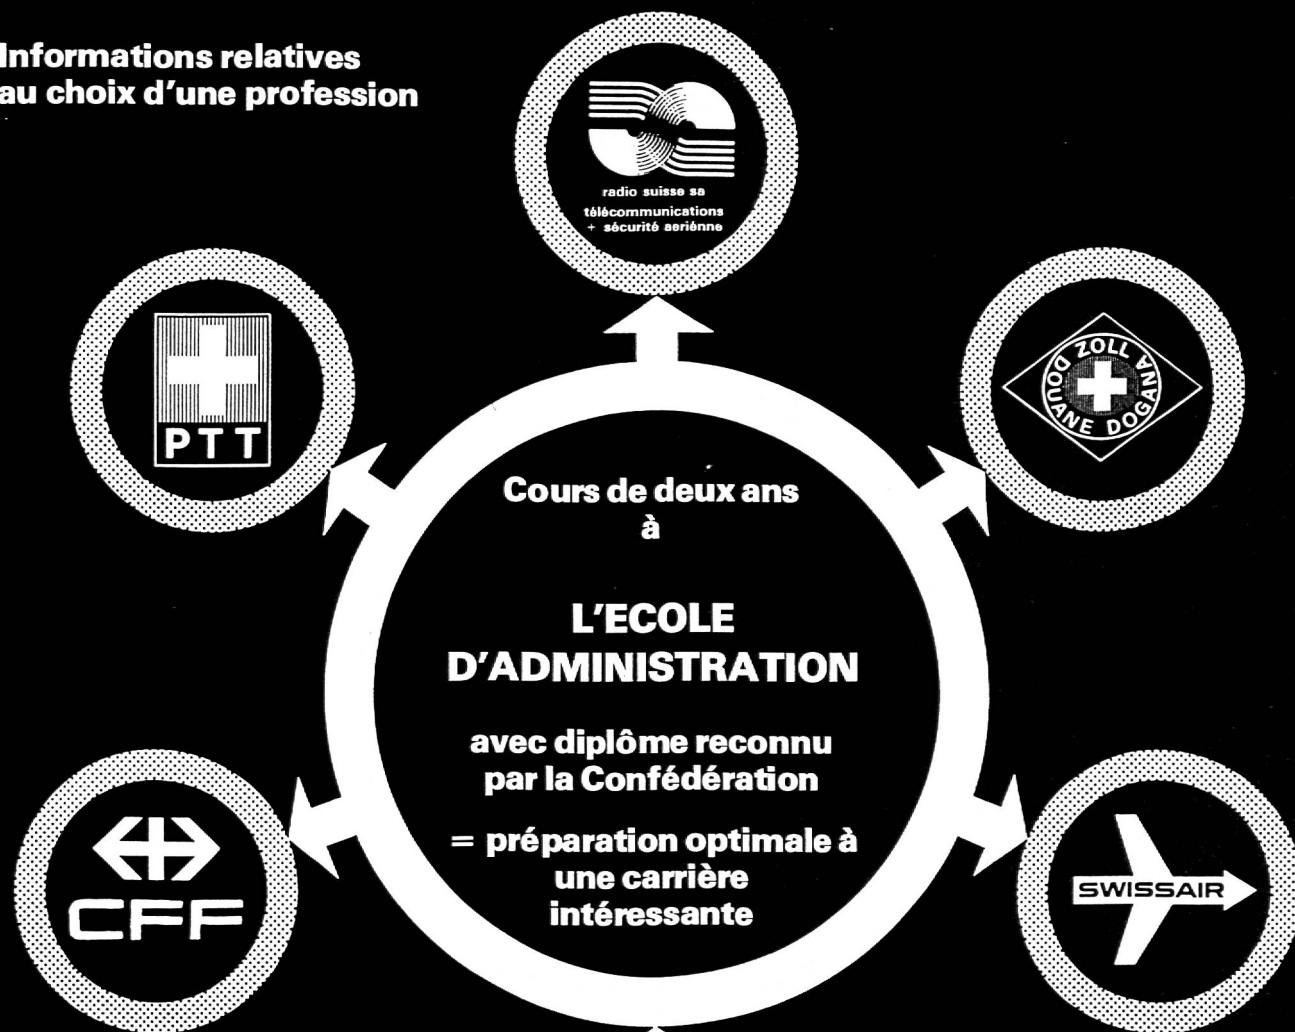 Informations relatives
au choix d'une profession
radio suisse sa
télécommunications
+ sécurité aeriénne
PTT
ZOLL DOUANE DOGANA
Cours de deux ans
à
L'ECOLE
D'ADMINISTRATION
avec diplôme reconnu
par la Confédération
= préparation optimale à
une carrière
intéressante
CFF
SWISSAIR